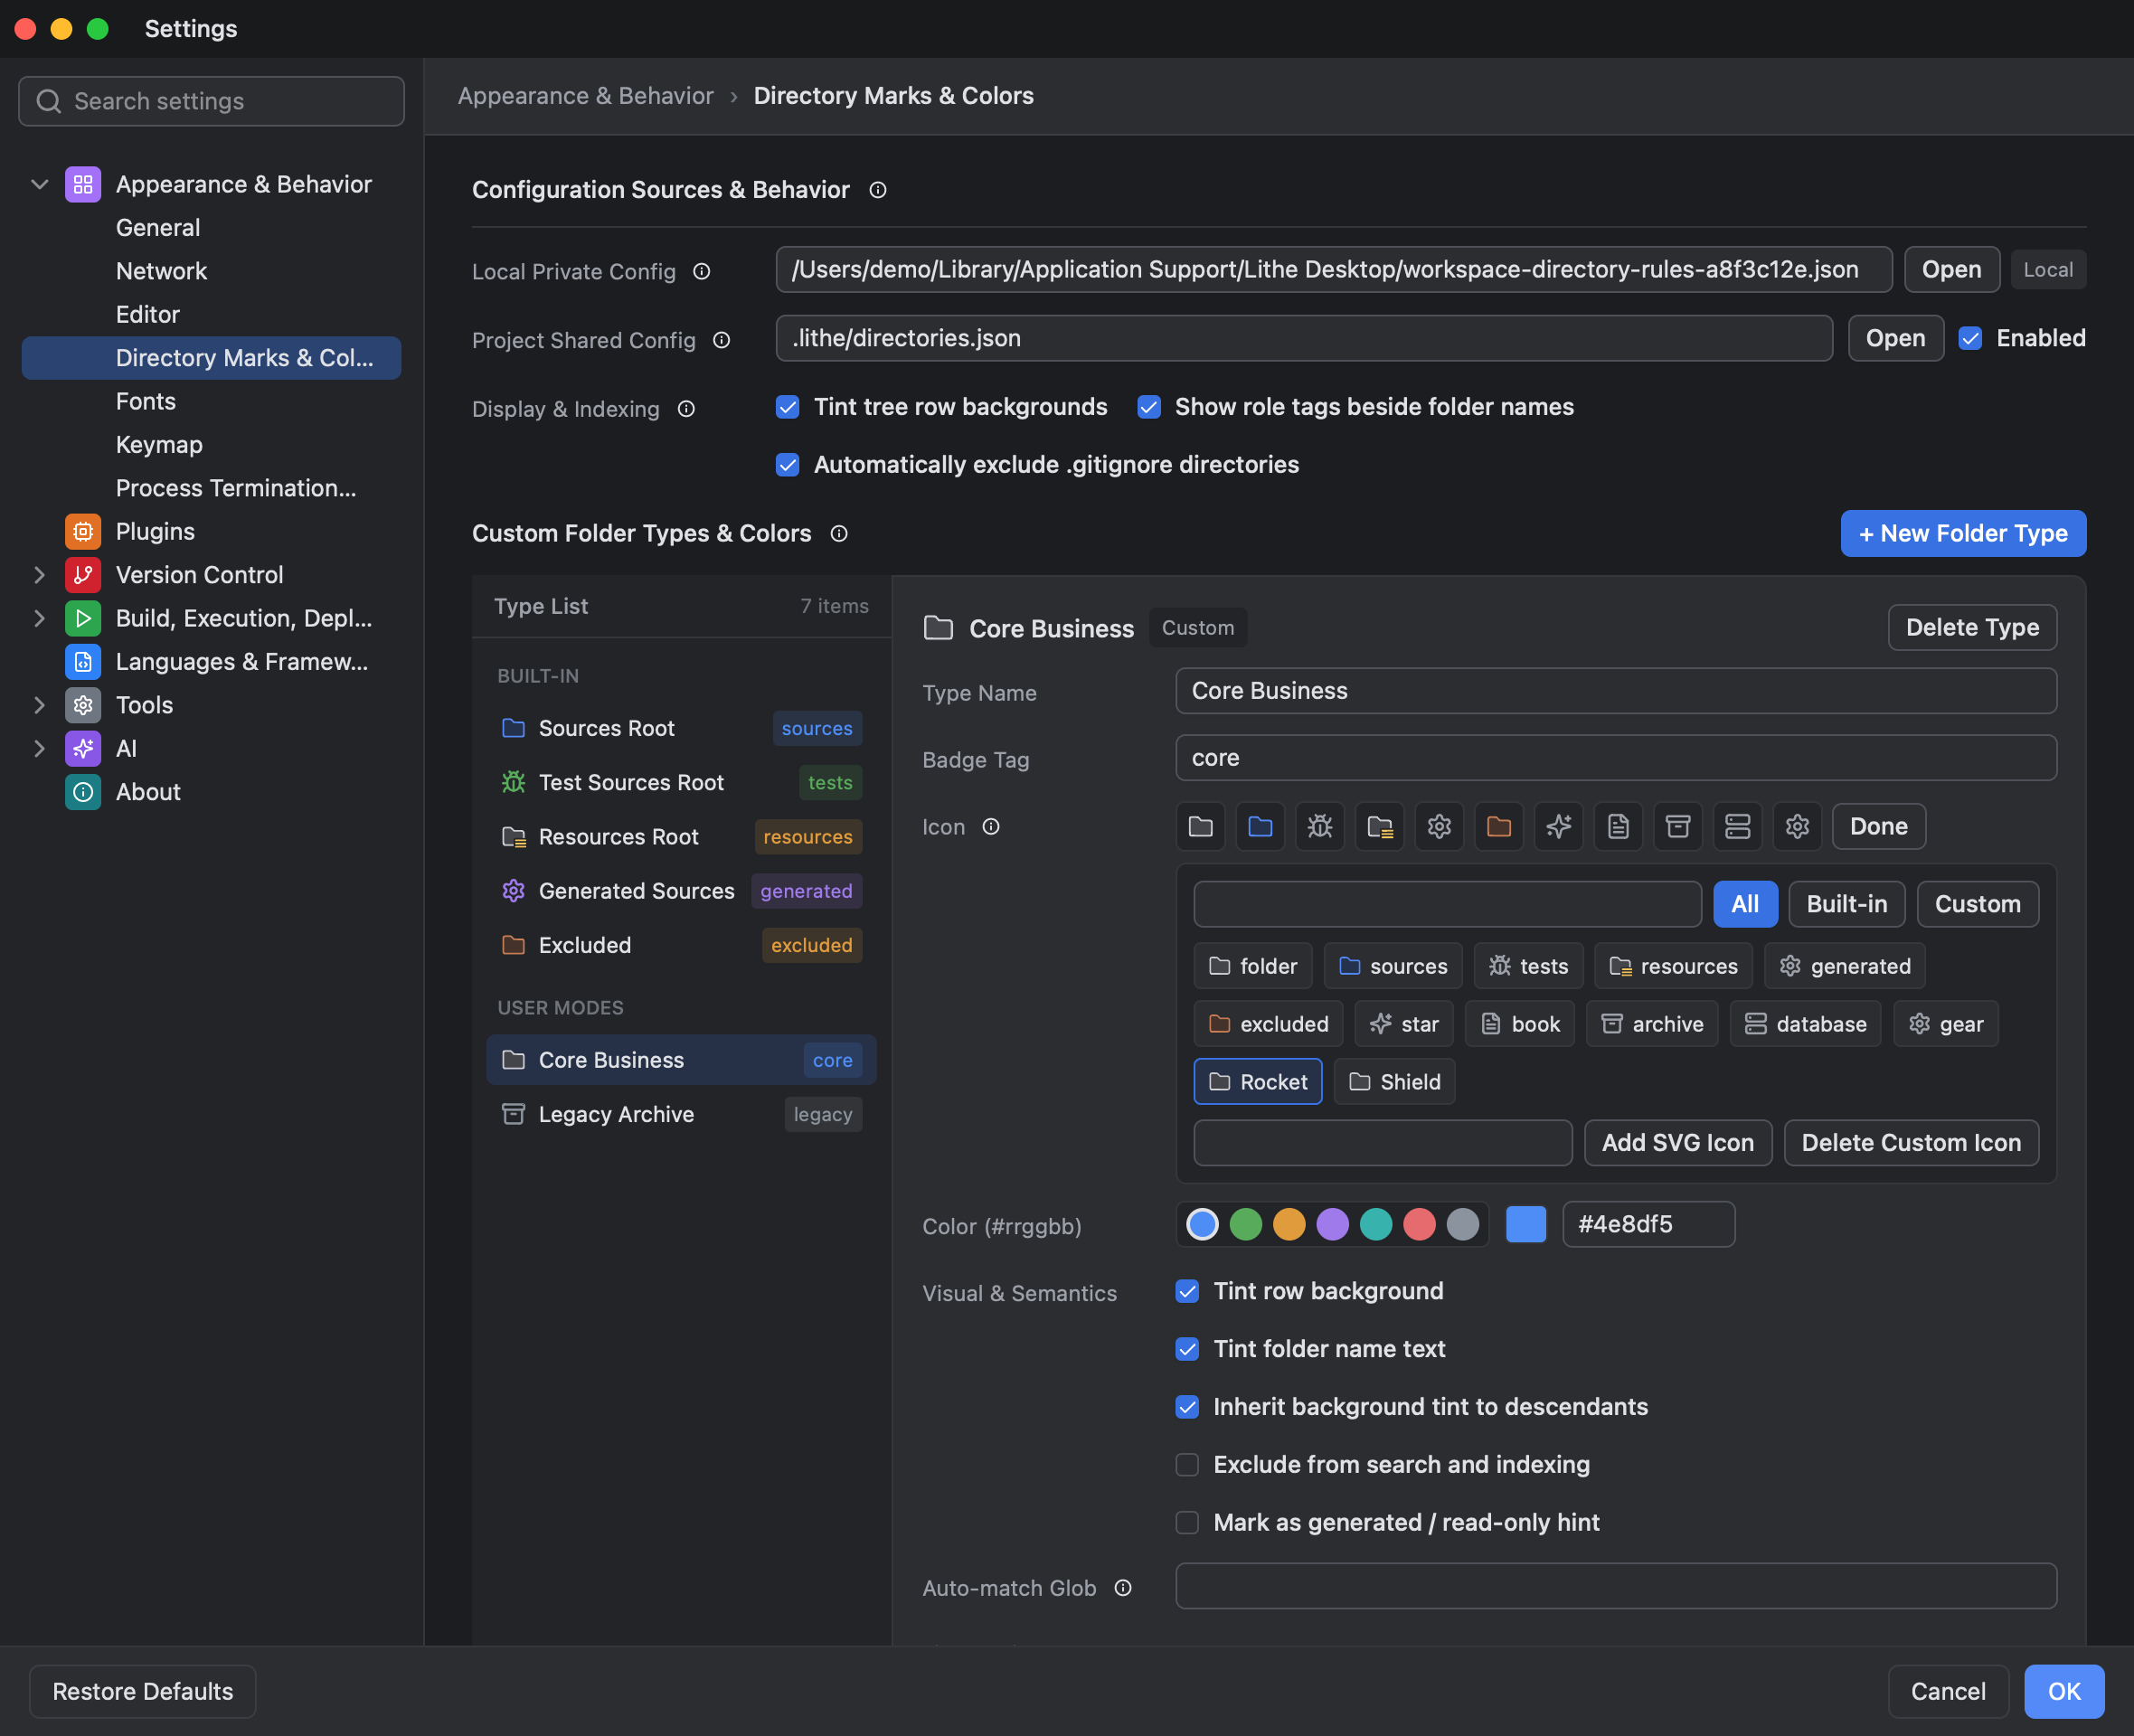 Settings
Search settings
Appearance & Behavior
General
Network
Editor
Directory Marks & Col...
Fonts
Keymap
Process Termination...
Plugins
Version Control
Build, Execution, Depl...
Languages & Framew...
Tools
AI
About
Appearance & Behavior › Directory Marks & Colors
Configuration Sources & Behavior
Local Private Config
/Users/demo/Library/Application Support/Lithe Desktop/workspace-directory-rules-a8f3c12e.json
Open
Local
Project Shared Config
.lithe/directories.json
Open
Enabled
Display & Indexing
Tint tree row backgrounds
Show role tags beside folder names
Automatically exclude .gitignore directories
Custom Folder Types & Colors
+ New Folder Type
Type List
7 items
BUILT-IN
Sources Root
sources
Test Sources Root
tests
Resources Root
resources
Generated Sources
generated
Excluded
excluded
USER MODES
Core Business
core
Legacy Archive
legacy
Core Business
Custom
Delete Type
Type Name
Core Business
Badge Tag
core
Icon
Done
All
Built-in
Custom
folder
sources
tests
resources
generated
excluded
star
book
archive
database
gear
Rocket
Shield
Add SVG Icon
Delete Custom Icon
Color (#rrggbb)
#4e8df5
Visual & Semantics
Tint row background
Tint folder name text
Inherit background tint to descendants
Exclude from search and indexing
Mark as generated / read-only hint
Auto-match Glob
Restore Defaults
Cancel
OK